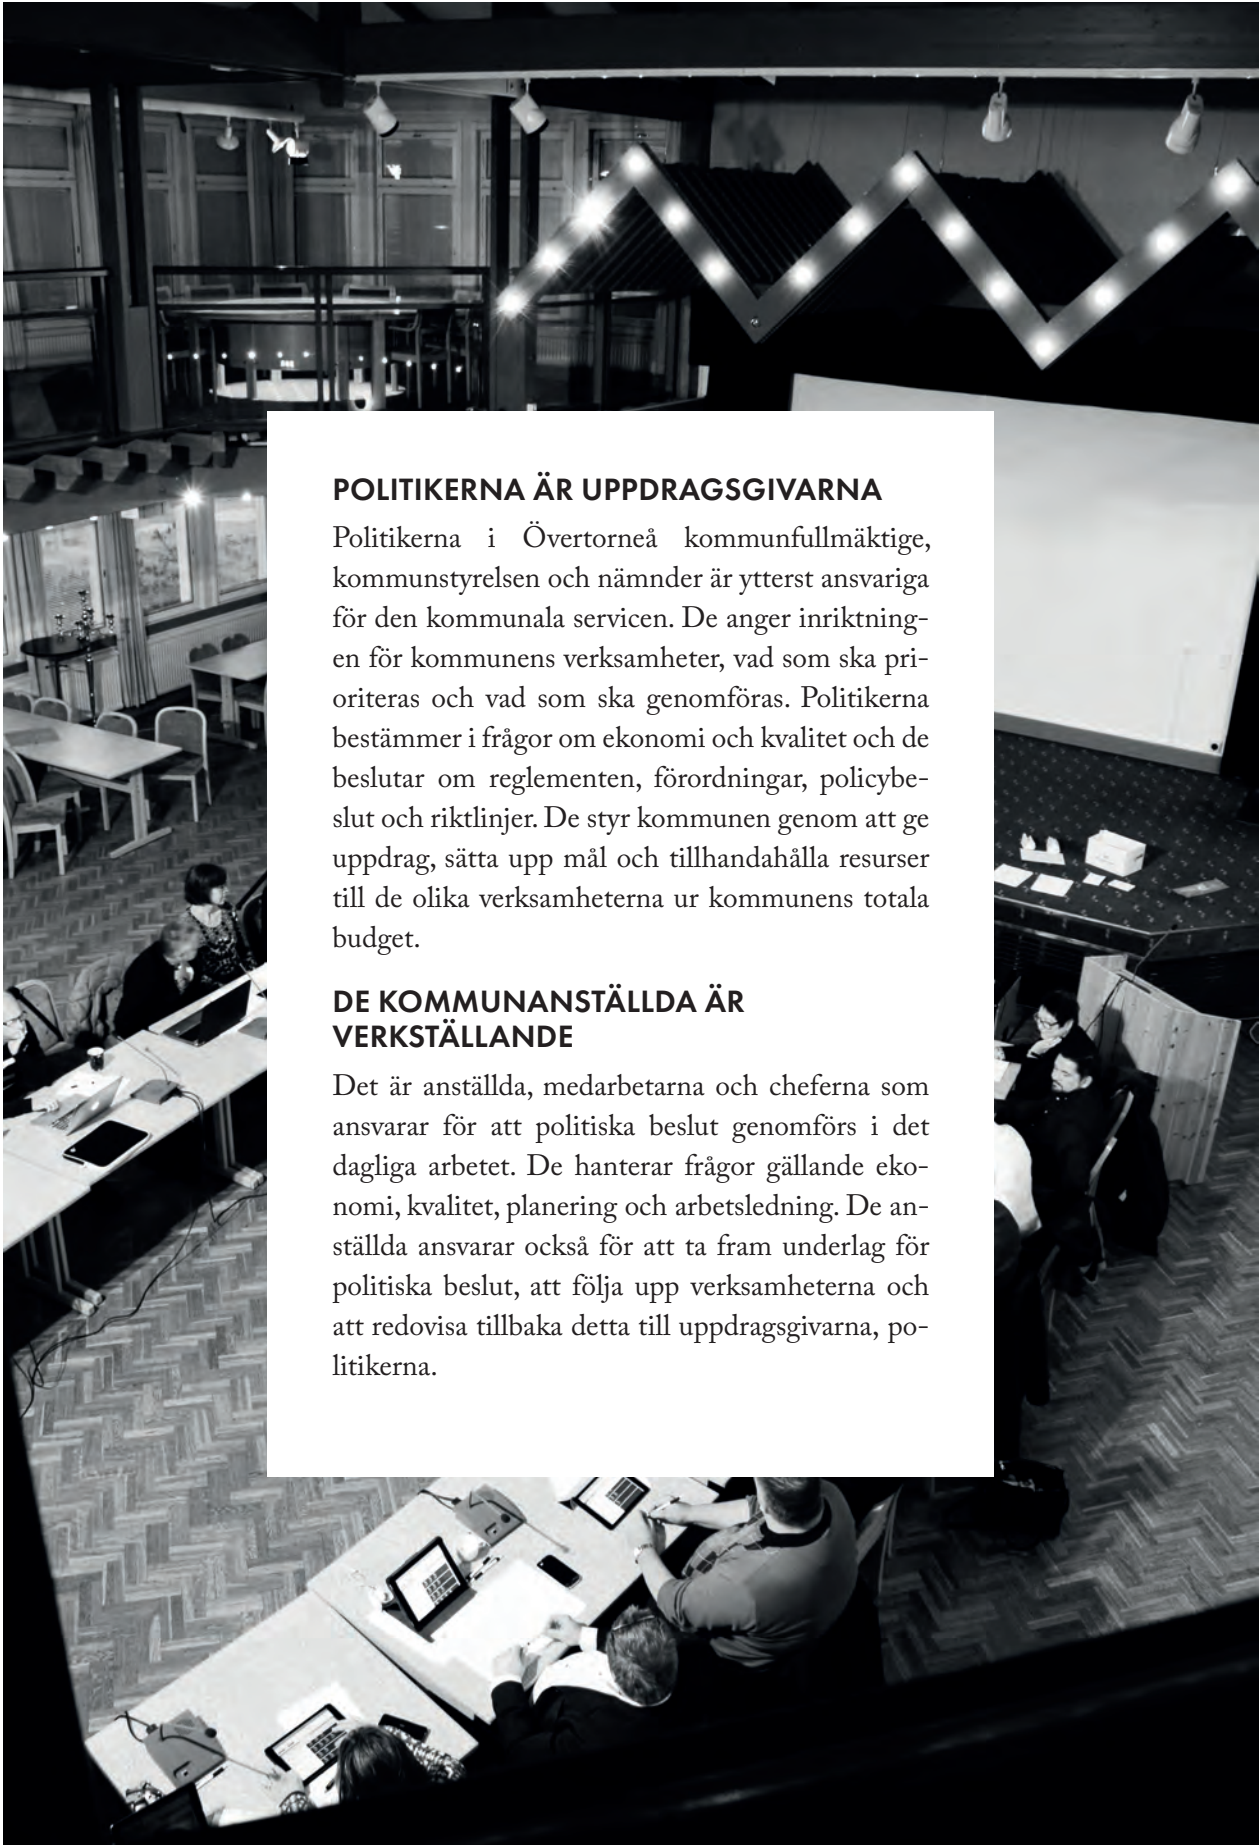 POLITIKERNA ÄR UPPDRAGSGIVARNA
Politikerna i Övertorneå kommunfullmäktige,
kommunstyrelsen och nämnder är ytterst ansvariga
för den kommunala servicen. De anger inriktning-
en för kommunens verksamheter, vad som ska pri-
oriteras och vad som ska genomföras. Politikerna
bestämmer i frågor om ekonomi och kvalitet och de
beslutar om reglementen, förordningar, policybe-
slut och riktlinjer. De styr kommunen genom att ge
uppdrag, sätta upp mål och tillhandahålla resurser
till de olika verksamheterna ur kommunens totala
budget.
DE KOMMUNANSTÄLLDA ÄR
VERKSTÄLLANDE
Det är anställda, medarbetarna och cheferna som
ansvarar för att politiska beslut genomförs i det
dagliga arbetet. De hanterar frågor gällande eko-
nomi, kvalitet, planering och arbetsledning. De an-
ställda ansvarar också för att ta fram underlag för
politiska beslut, att följa upp verksamheterna och
att redovisa tillbaka detta till uppdragsgivarna, po-
litikerna.